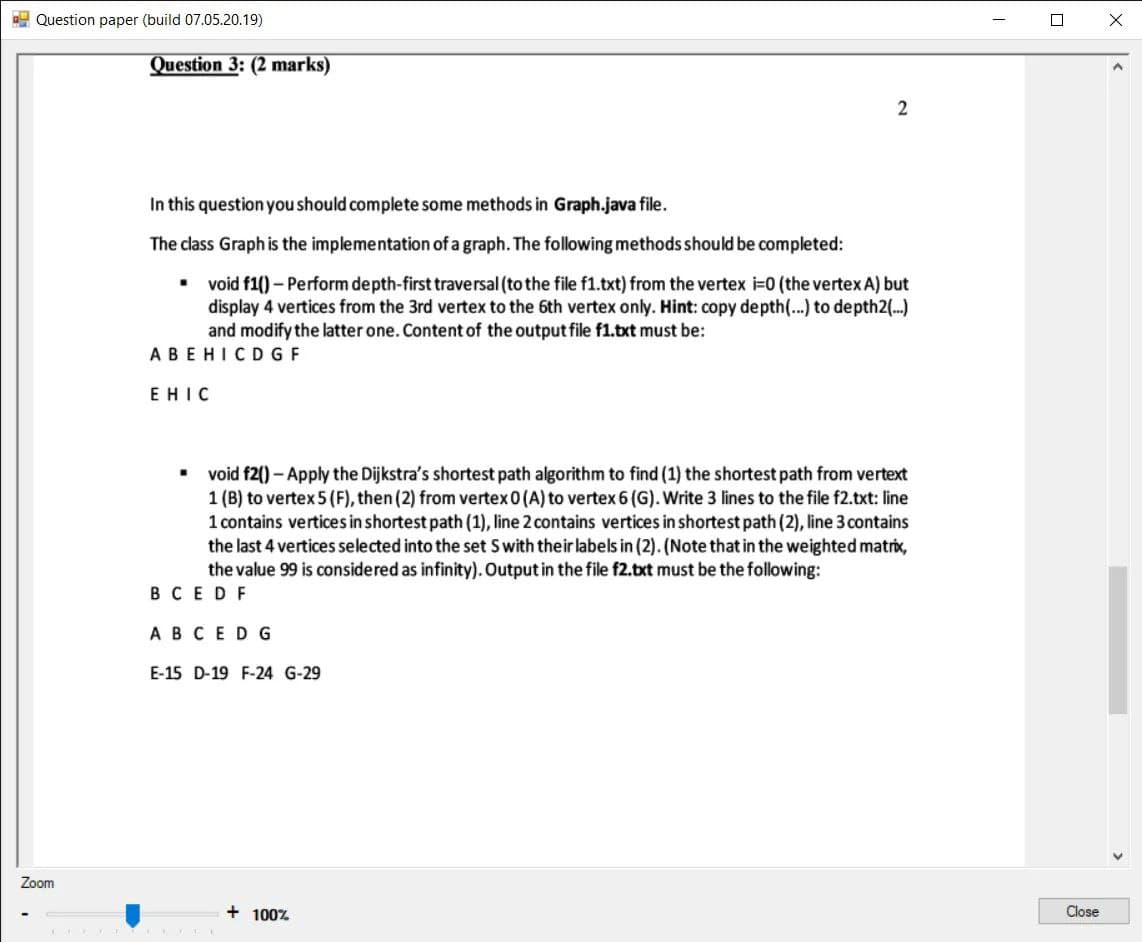 Question paper (build 07.05.20.19)
Question 3: (2 marks)
2
In this question you should complete some methods in Graph.java file.
The class Graph is the implementation of a graph. The following methods should be completed:
▪ void f1() – Perform depth-first traversal (to the file f1.txt) from the vertex i=0 (the vertex A) but
display 4 vertices from the 3rd vertex to the 6th vertex only. Hint: copy depth(...) to depth2(...)
and modify the latter one. Content of the output file f1.txt must be:
A B E H I C D G F
E H I C
▪ void f2() – Apply the Dijkstra's shortest path algorithm to find (1) the shortest path from vertext
1 (B) to vertex 5 (F), then (2) from vertex 0 (A) to vertex 6 (G). Write 3 lines to the file f2.txt: line
1 contains vertices in shortest path (1), line 2 contains vertices in shortest path (2), line 3 contains
the last 4 vertices selected into the set S with their labels in (2). (Note that in the weighted matrix,
the value 99 is considered as infinity). Output in the file f2.txt must be the following:
B C E D F
A B C E D G
E-15 D-19 F-24 G-29
Zoom
- + 100%
Close